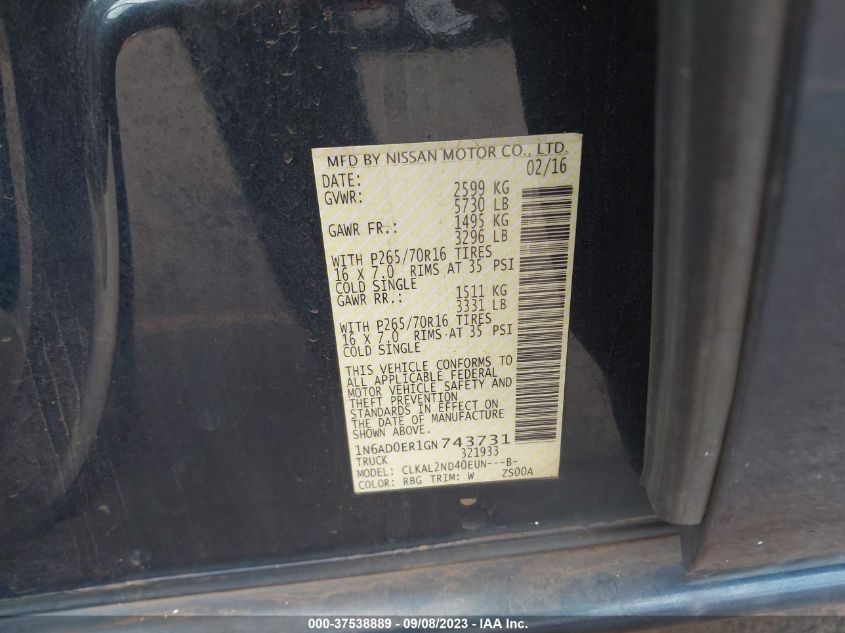 MFD BY NISSAN MOTOR CO., LTD.
DATE: 02/16
GVWR: 2599 KG
5730 LB
GAWR FR.: 1495 KG
3296 LB
WITH P265/70R16 TIRES
16 X 7.0 RIMS AT 35 PSI
COLD SINGLE
GAWR RR.: 1511 KG
3331 LB
WITH P265/70R16 TIRES
16 X 7.0 RIMS AT 35 PSI
COLD SINGLE
THIS VEHICLE CONFORMS TO
ALL APPLICABLE FEDERAL
MOTOR VEHICLE SAFETY AND
THEFT PREVENTION
STANDARDS IN EFFECT ON
THE DATE OF MANUFACTURE
SHOWN ABOVE.
1N6AD0ER1GN743731
TRUCK 321933
MODEL: CLKAL2ND40EUN---B-
COLOR: RBG TRIM: W ZS00A
000-37538889 - 09/08/2023 - IAA Inc.